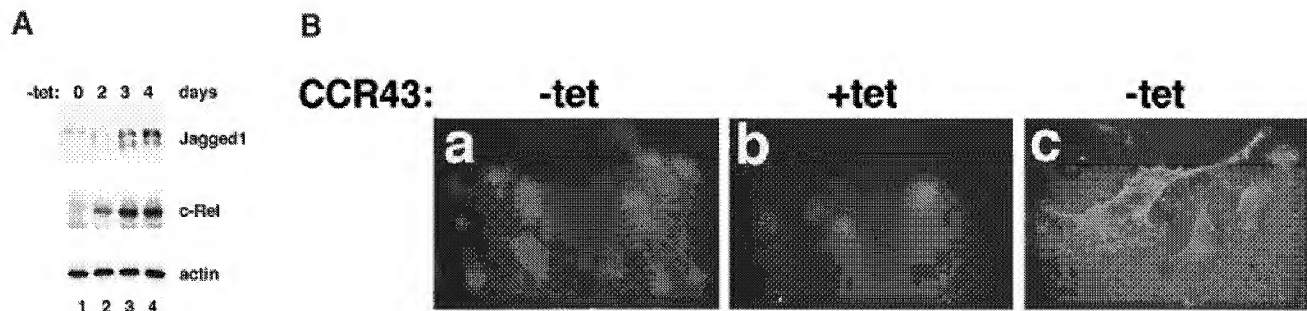 A
-tet: 0 2 3 4 days
Jagged1
c-Rel
actin
1 2 3 4
B
CCR43: -tet +tet -tet
a b c